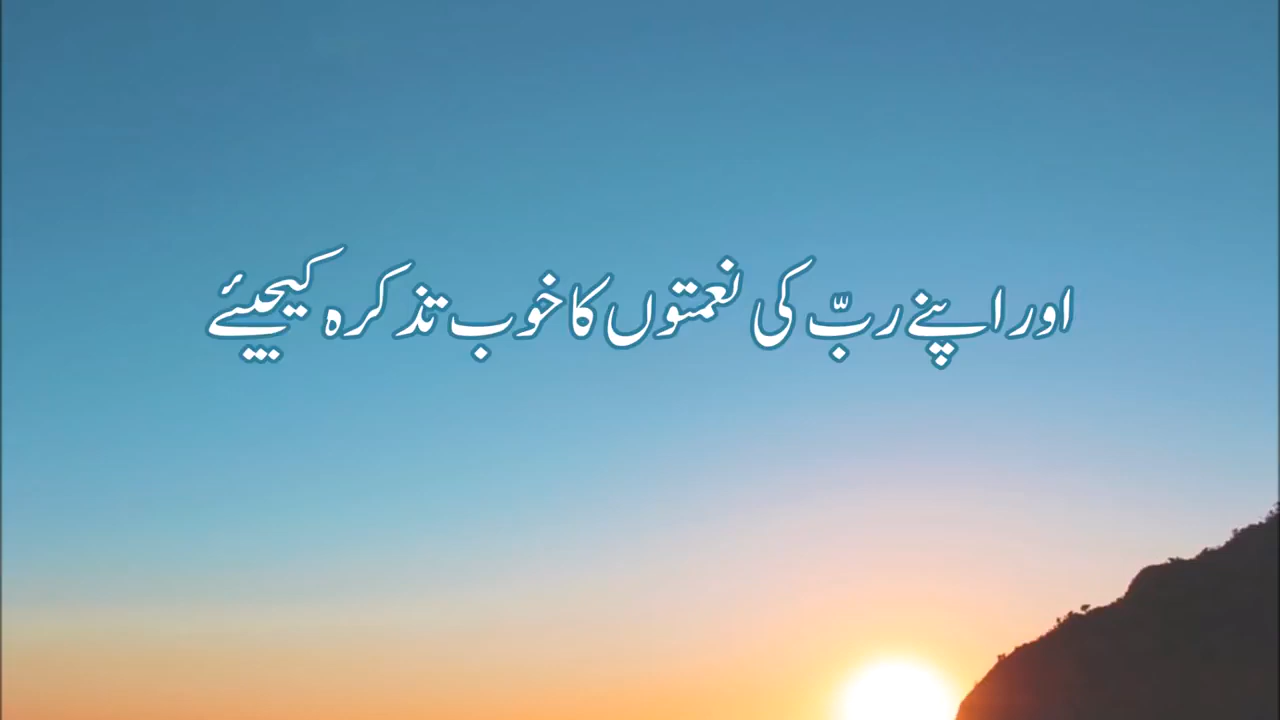 اور اپنے ربّ کی نعمتوں کا خوب تذکرہ کیجیئے